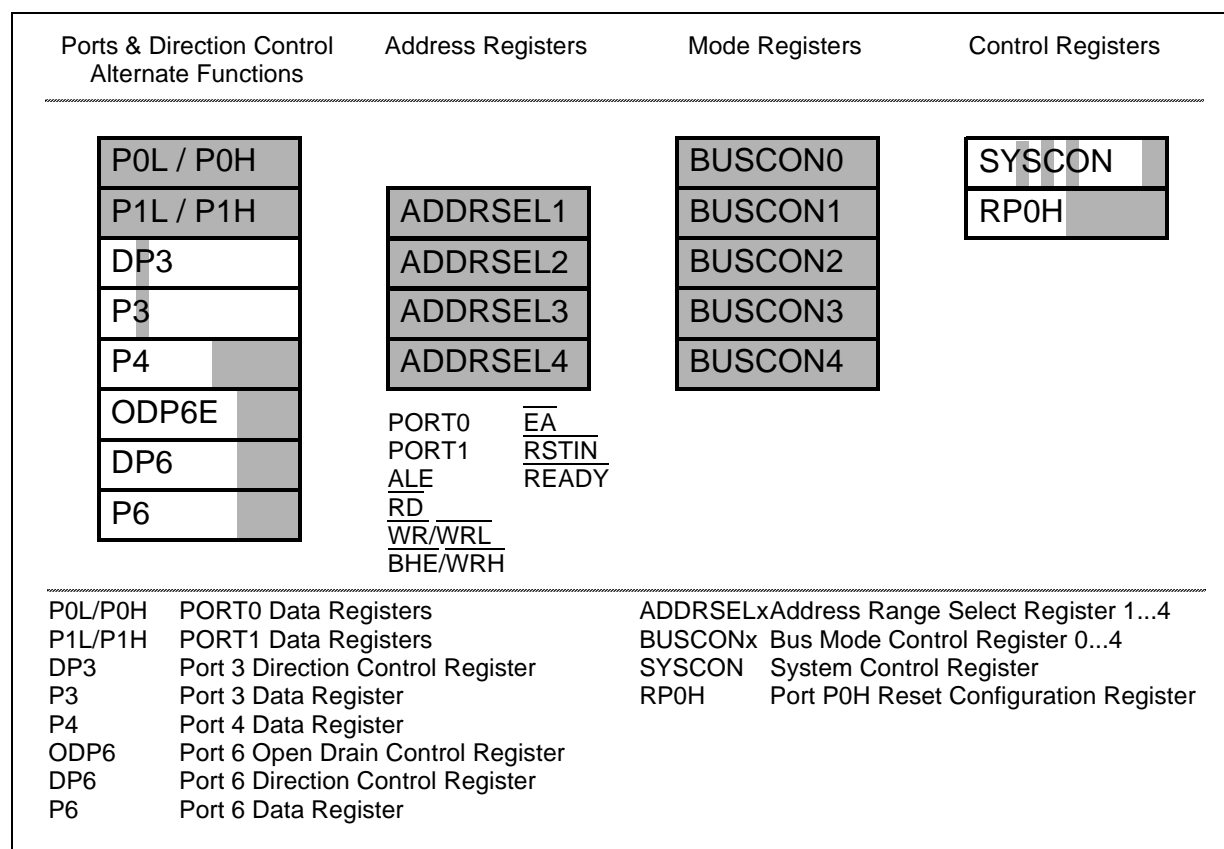 Ports & Direction Control
Alternate Functions
Address Registers
Mode Registers
Control Registers
P0L / P0H
P1L / P1H
DP3
P3
P4
ODP6E
DP6
P6
ADDRSEL1
ADDRSEL2
ADDRSEL3
ADDRSEL4
PORT0 EA
PORT1 RSTIN
ALE READY
RD
WR/WRL
BHE/WRH
BUSCON0
BUSCON1
BUSCON2
BUSCON3
BUSCON4
SYSCON
RP0H
P0L/P0H PORT0 Data Registers
P1L/P1H PORT1 Data Registers
DP3 Port 3 Direction Control Register
P3 Port 3 Data Register
P4 Port 4 Data Register
ODP6 Port 6 Open Drain Control Register
DP6 Port 6 Direction Control Register
P6 Port 6 Data Register
ADDRSELxAddress Range Select Register 1...4
BUSCONx Bus Mode Control Register 0...4
SYSCON System Control Register
RP0H Port P0H Reset Configuration Register